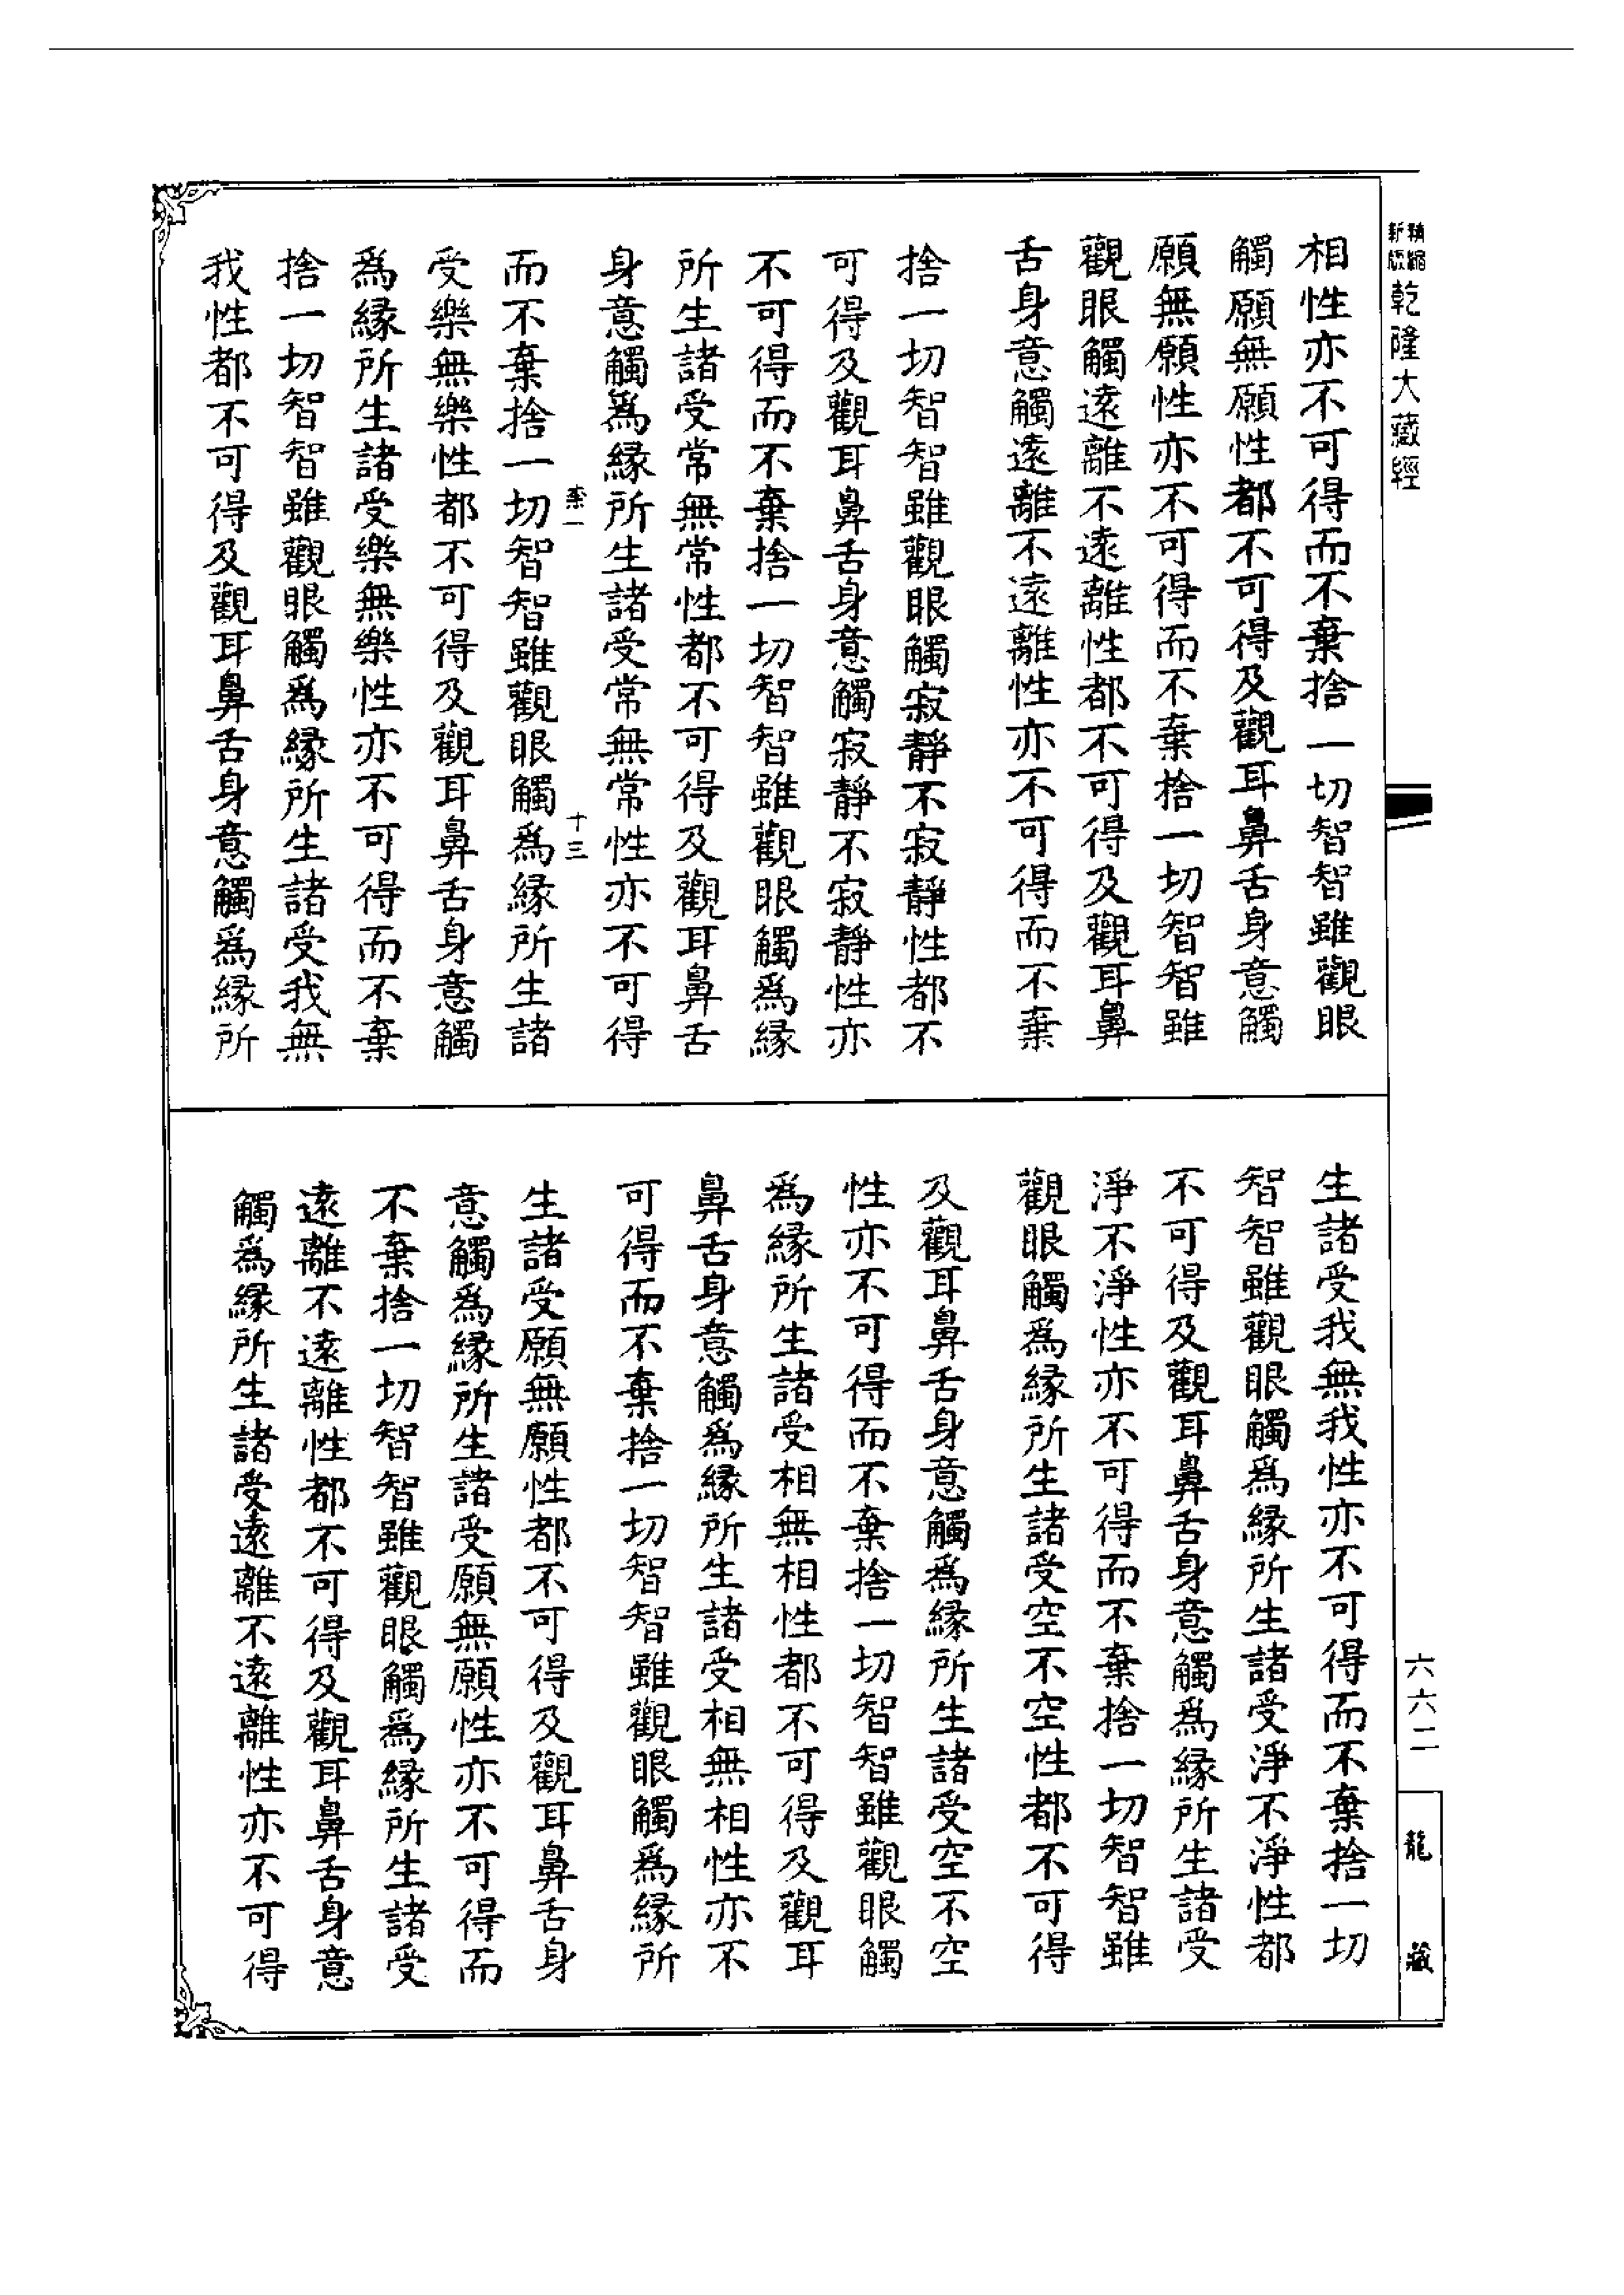 精縮
新版
乾隆大藏經
相性亦不可得而不棄捨一切智智雖觀眼
觸願無願性都不可得及觀耳鼻舌身意觸
願無願性亦不可得而不棄捨一切智智雖
觀眼觸遠離不遠離性都不可得及觀耳鼻
舌身意觸遠離不遠離性亦不可得而不棄
捨一切智智雖觀眼觸寂靜不寂靜性都不
可得及觀耳鼻舌身意觸寂靜不寂靜性亦
不可得而不棄捨一切智智雖觀眼觸爲緣
所生諸受常無常性都不可得及觀耳鼻舌
身意觸爲緣所生諸受常無常性亦不可得
十三
而不棄捨一切智智雖觀眼觸爲緣所生諸
受樂無樂性都不可得及觀耳鼻舌身意觸
爲緣所生諸受樂無樂性亦不可得而不棄
捨一切智智雖觀眼觸爲緣所生諸受我無
我性都不可得及觀耳鼻舌身意觸爲緣所
生諸受我無我性亦不可得而不棄捨一切
智智雖觀眼觸爲緣所生諸受淨不淨性都
不可得及觀耳鼻舌身意觸爲緣所生諸受
淨不淨性亦不可得而不棄捨一切智智雖
觀眼觸爲緣所生諸受空不空性都不可得
及觀耳鼻舌身意觸爲緣所生諸受空不空
性亦不可得而不棄捨一切智智雖觀眼觸
爲緣所生諸受相無相性都不可得及觀耳
鼻舌身意觸爲緣所生諸受相無相性亦不
可得而不棄捨一切智智雖觀眼觸爲緣所
生諸受願無願性都不可得及觀耳鼻舌身
意觸爲緣所生諸受願無願性亦不可得而
不棄捨一切智智雖觀眼觸爲緣所生諸受
遠離不遠離性都不可得及觀耳鼻舌身意
觸爲緣所生諸受遠離不遠離性亦不可得
六六二
龍藏